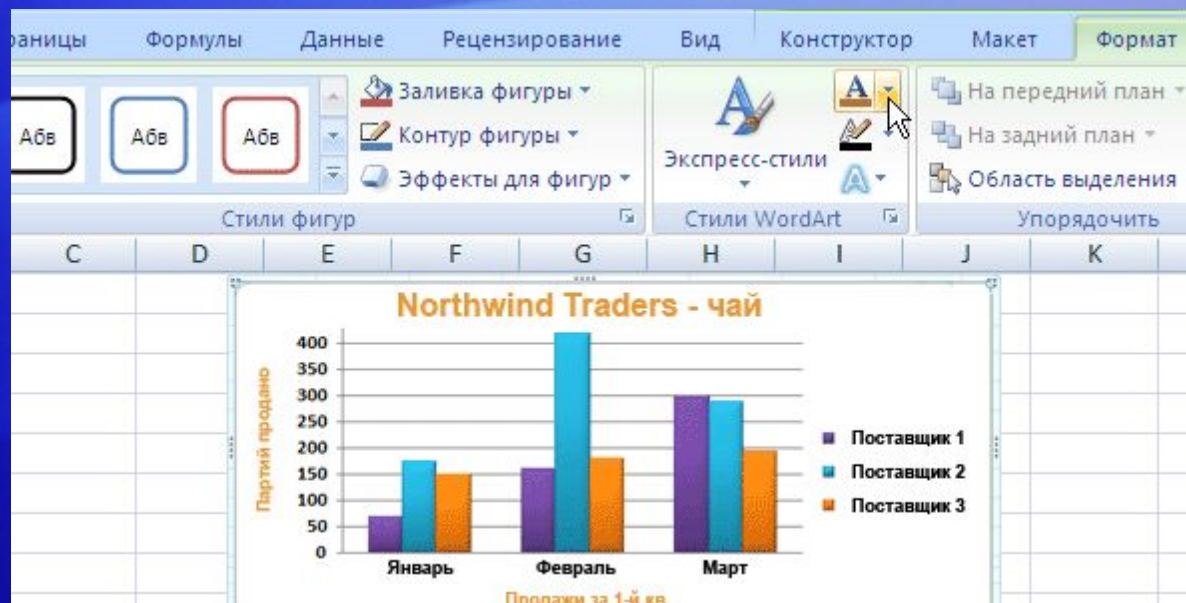 раницы Формулы Данные Рецензирование Вид Конструктор Макет Формат
Абв Абв Абв
Заливка фигуры
Контур фигуры
Эффекты для фигур
Стили фигур
А
Экспресс-стили
Стили WordArt
На передний план
На задний план
Область выделения
Упорядочить
C D E F G H I J K
Northwind Traders - чай
Партий продано
400
350
300
250
200
150
100
50
0
Январь Февраль Март
Поставщик 1
Поставщик 2
Поставщик 3
Продажи за 1-й кв